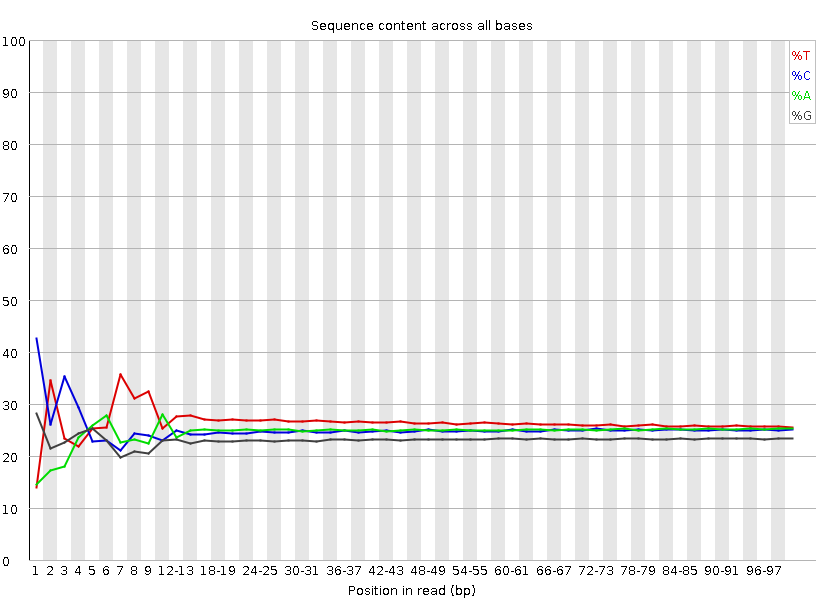 Sequence content across all bases
100
90
80
70
60
50
40
30
20
10
0
%T
%C
%A
%G
1 2 3 4 5 6 7 8 9 12-13 18-19 24-25 30-31 36-37 42-43 48-49 54-55 60-61 66-67 72-73 78-79 84-85 90-91 96-97
Position in read (bp)